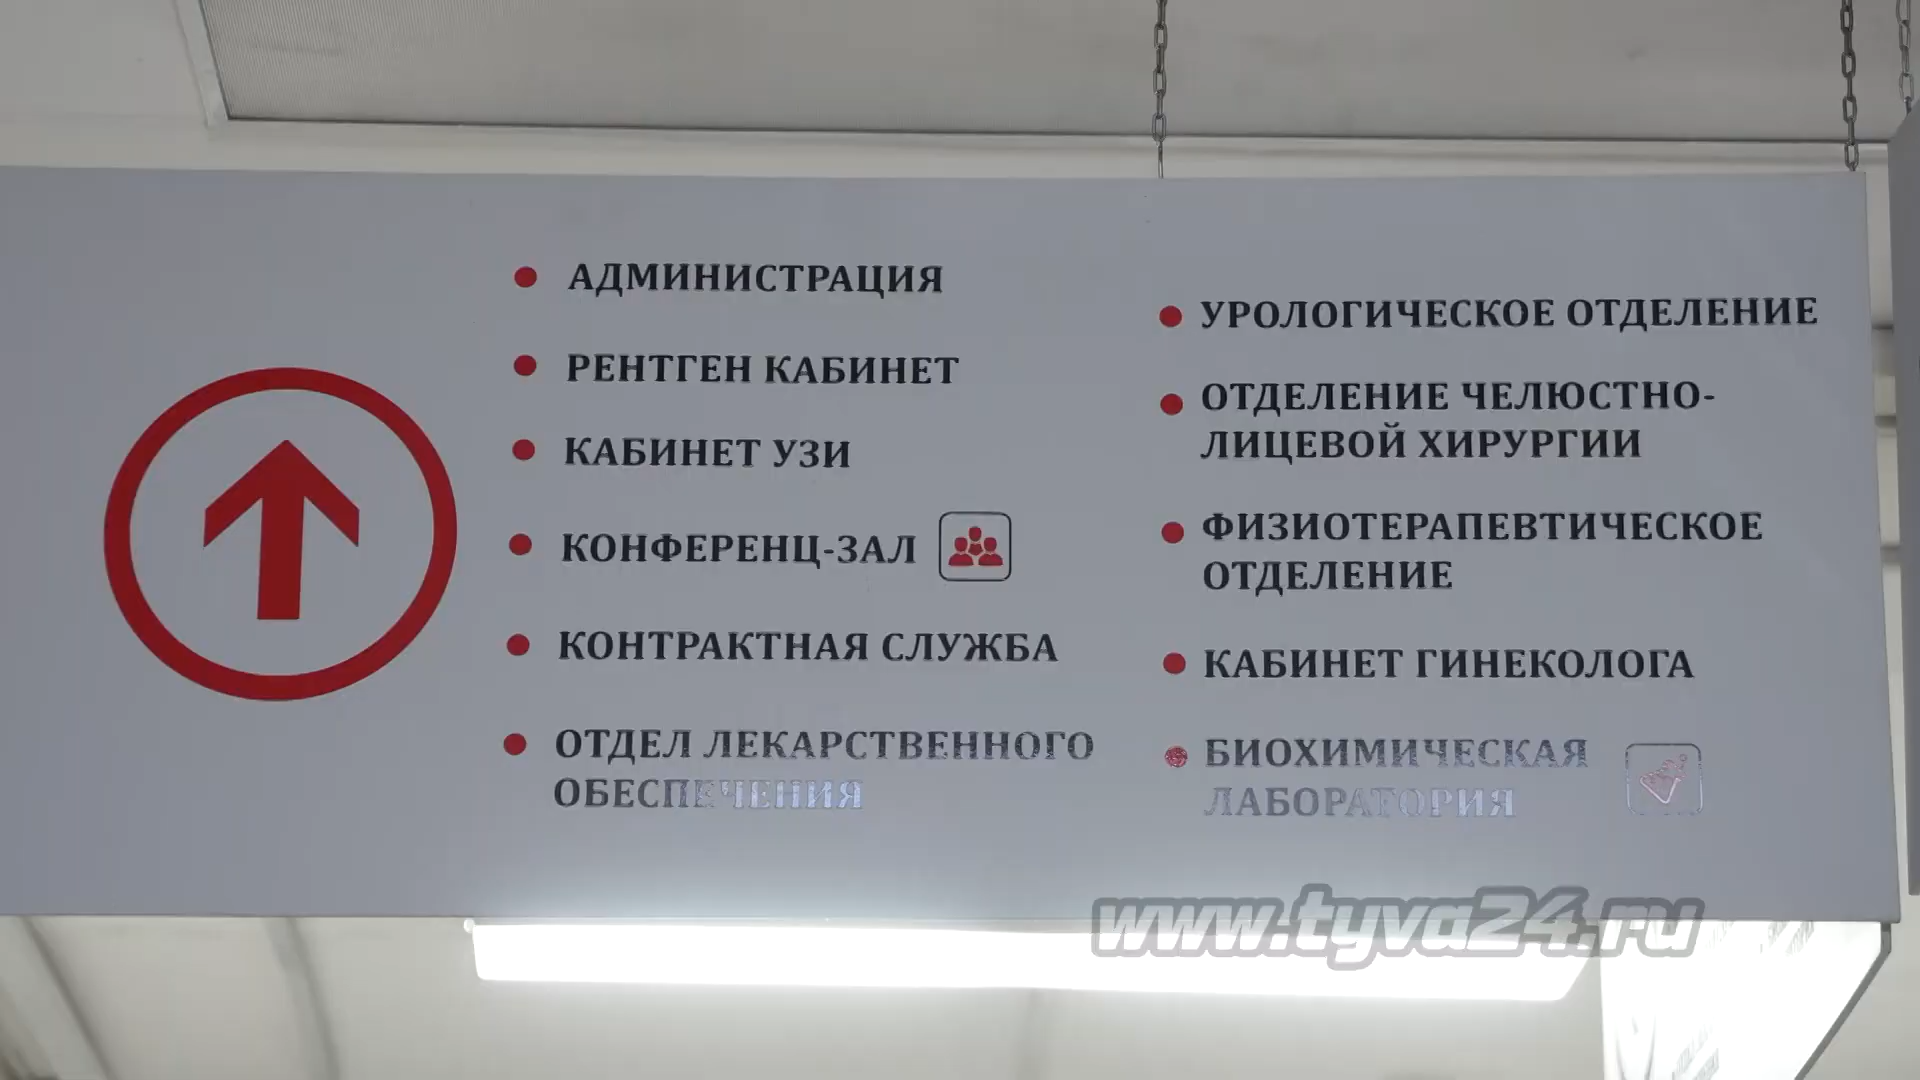 АДМИНИСТРАЦИЯ
РЕНТГЕН КАБИНЕТ
КАБИНЕТ УЗИ
КОНФЕРЕНЦ-ЗАЛ
КОНТРАКТНАЯ СЛУЖБА
ОТДЕЛ ЛЕКАРСТВЕННОГО
ОБЕСПЕЧЕНИЯ
УРОЛОГИЧЕСКОЕ ОТДЕЛЕНИЕ
ОТДЕЛЕНИЕ ЧЕЛЮСТНО-
ЛИЦЕВОЙ ХИРУРГИИ
ФИЗИОТЕРАПЕВТИЧЕСКОЕ
ОТДЕЛЕНИЕ
КАБИНЕТ ГИНЕКОЛОГА
БИОХИМИЧЕСКАЯ
ЛАБОРАТОРИЯ
www.tyva24.ru